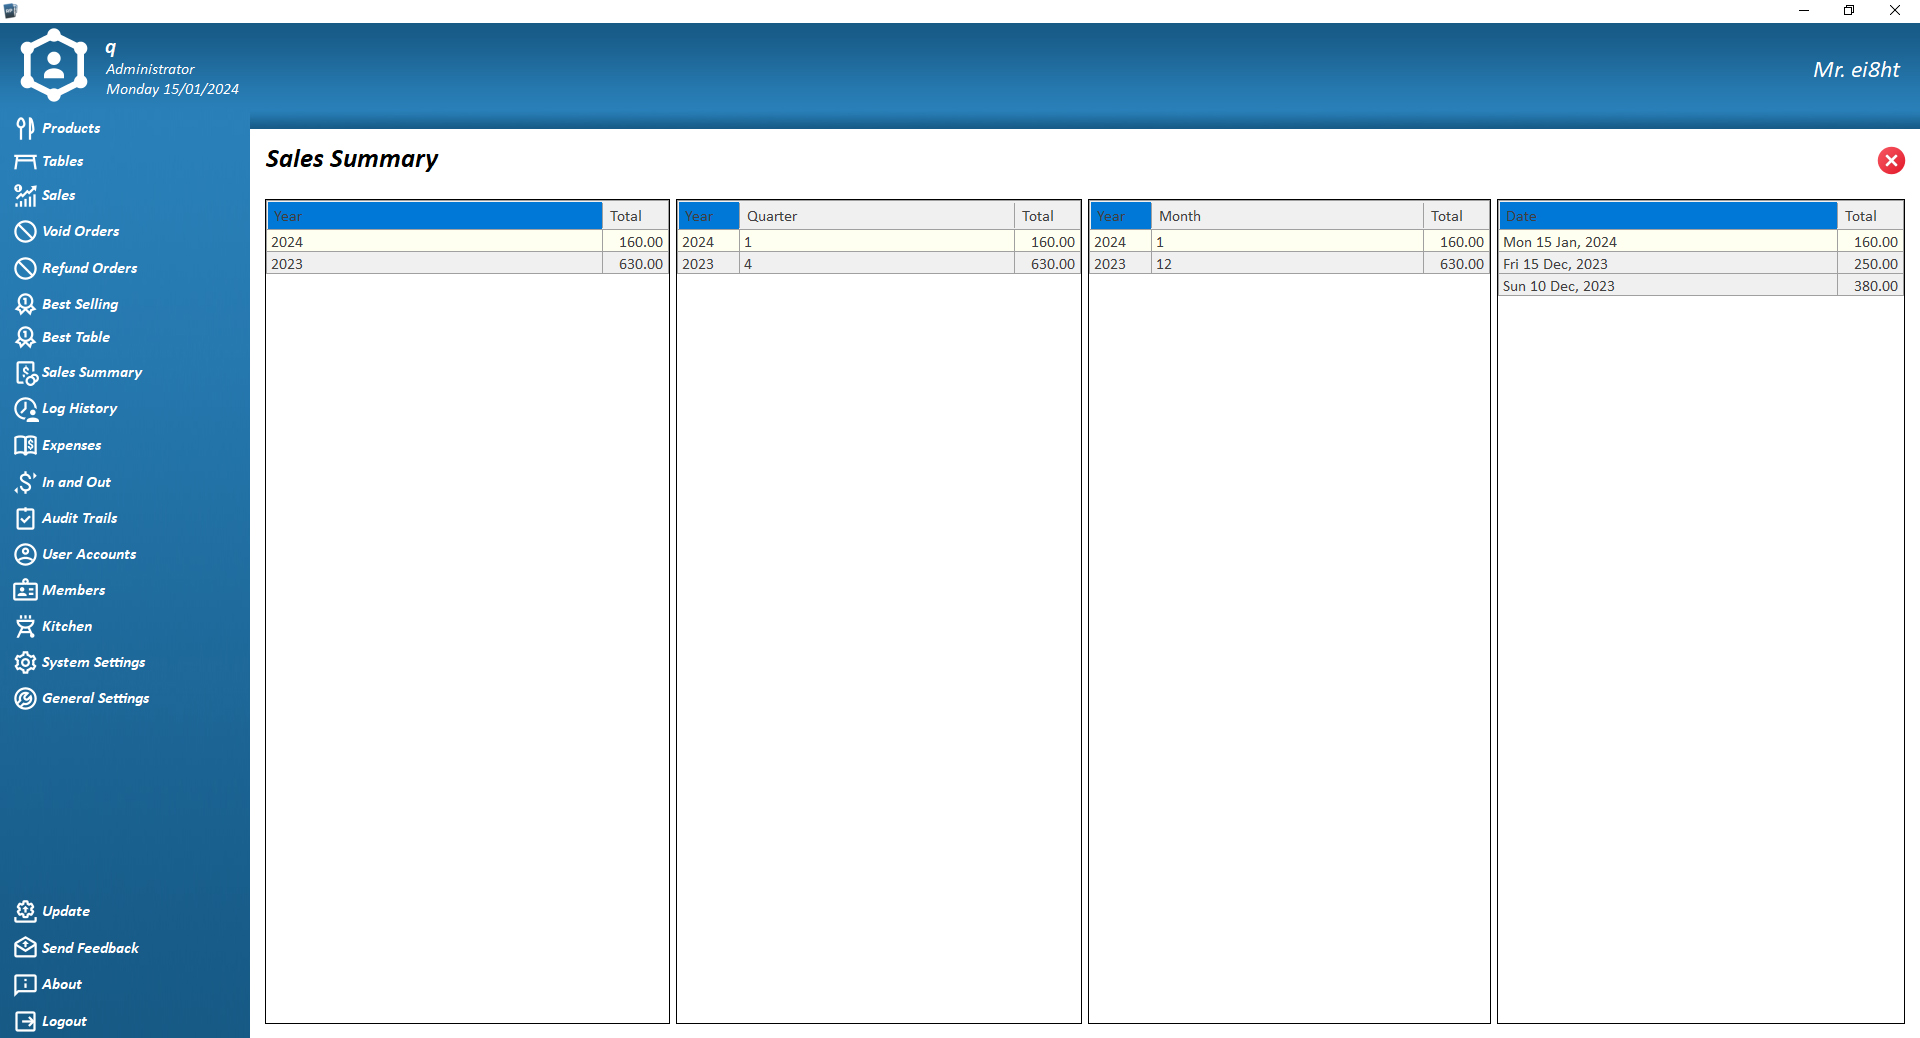 q
Administrator
Monday 15/01/2024
Mr. ei8ht
Products
Tables
Sales
Void Orders
Refund Orders
Best Selling
Best Table
Sales Summary
Log History
Expenses
In and Out
Audit Trails
User Accounts
Members
Kitchen
System Settings
General Settings
Update
Send Feedback
About
Logout
Sales Summary
Year Total
2024 160.00
2023 630.00
Year Quarter Total
2024 1 160.00
2023 4 630.00
Year Month Total
2024 1 160.00
2023 12 630.00
Date Total
Mon 15 Jan, 2024 160.00
Fri 15 Dec, 2023 250.00
Sun 10 Dec, 2023 380.00